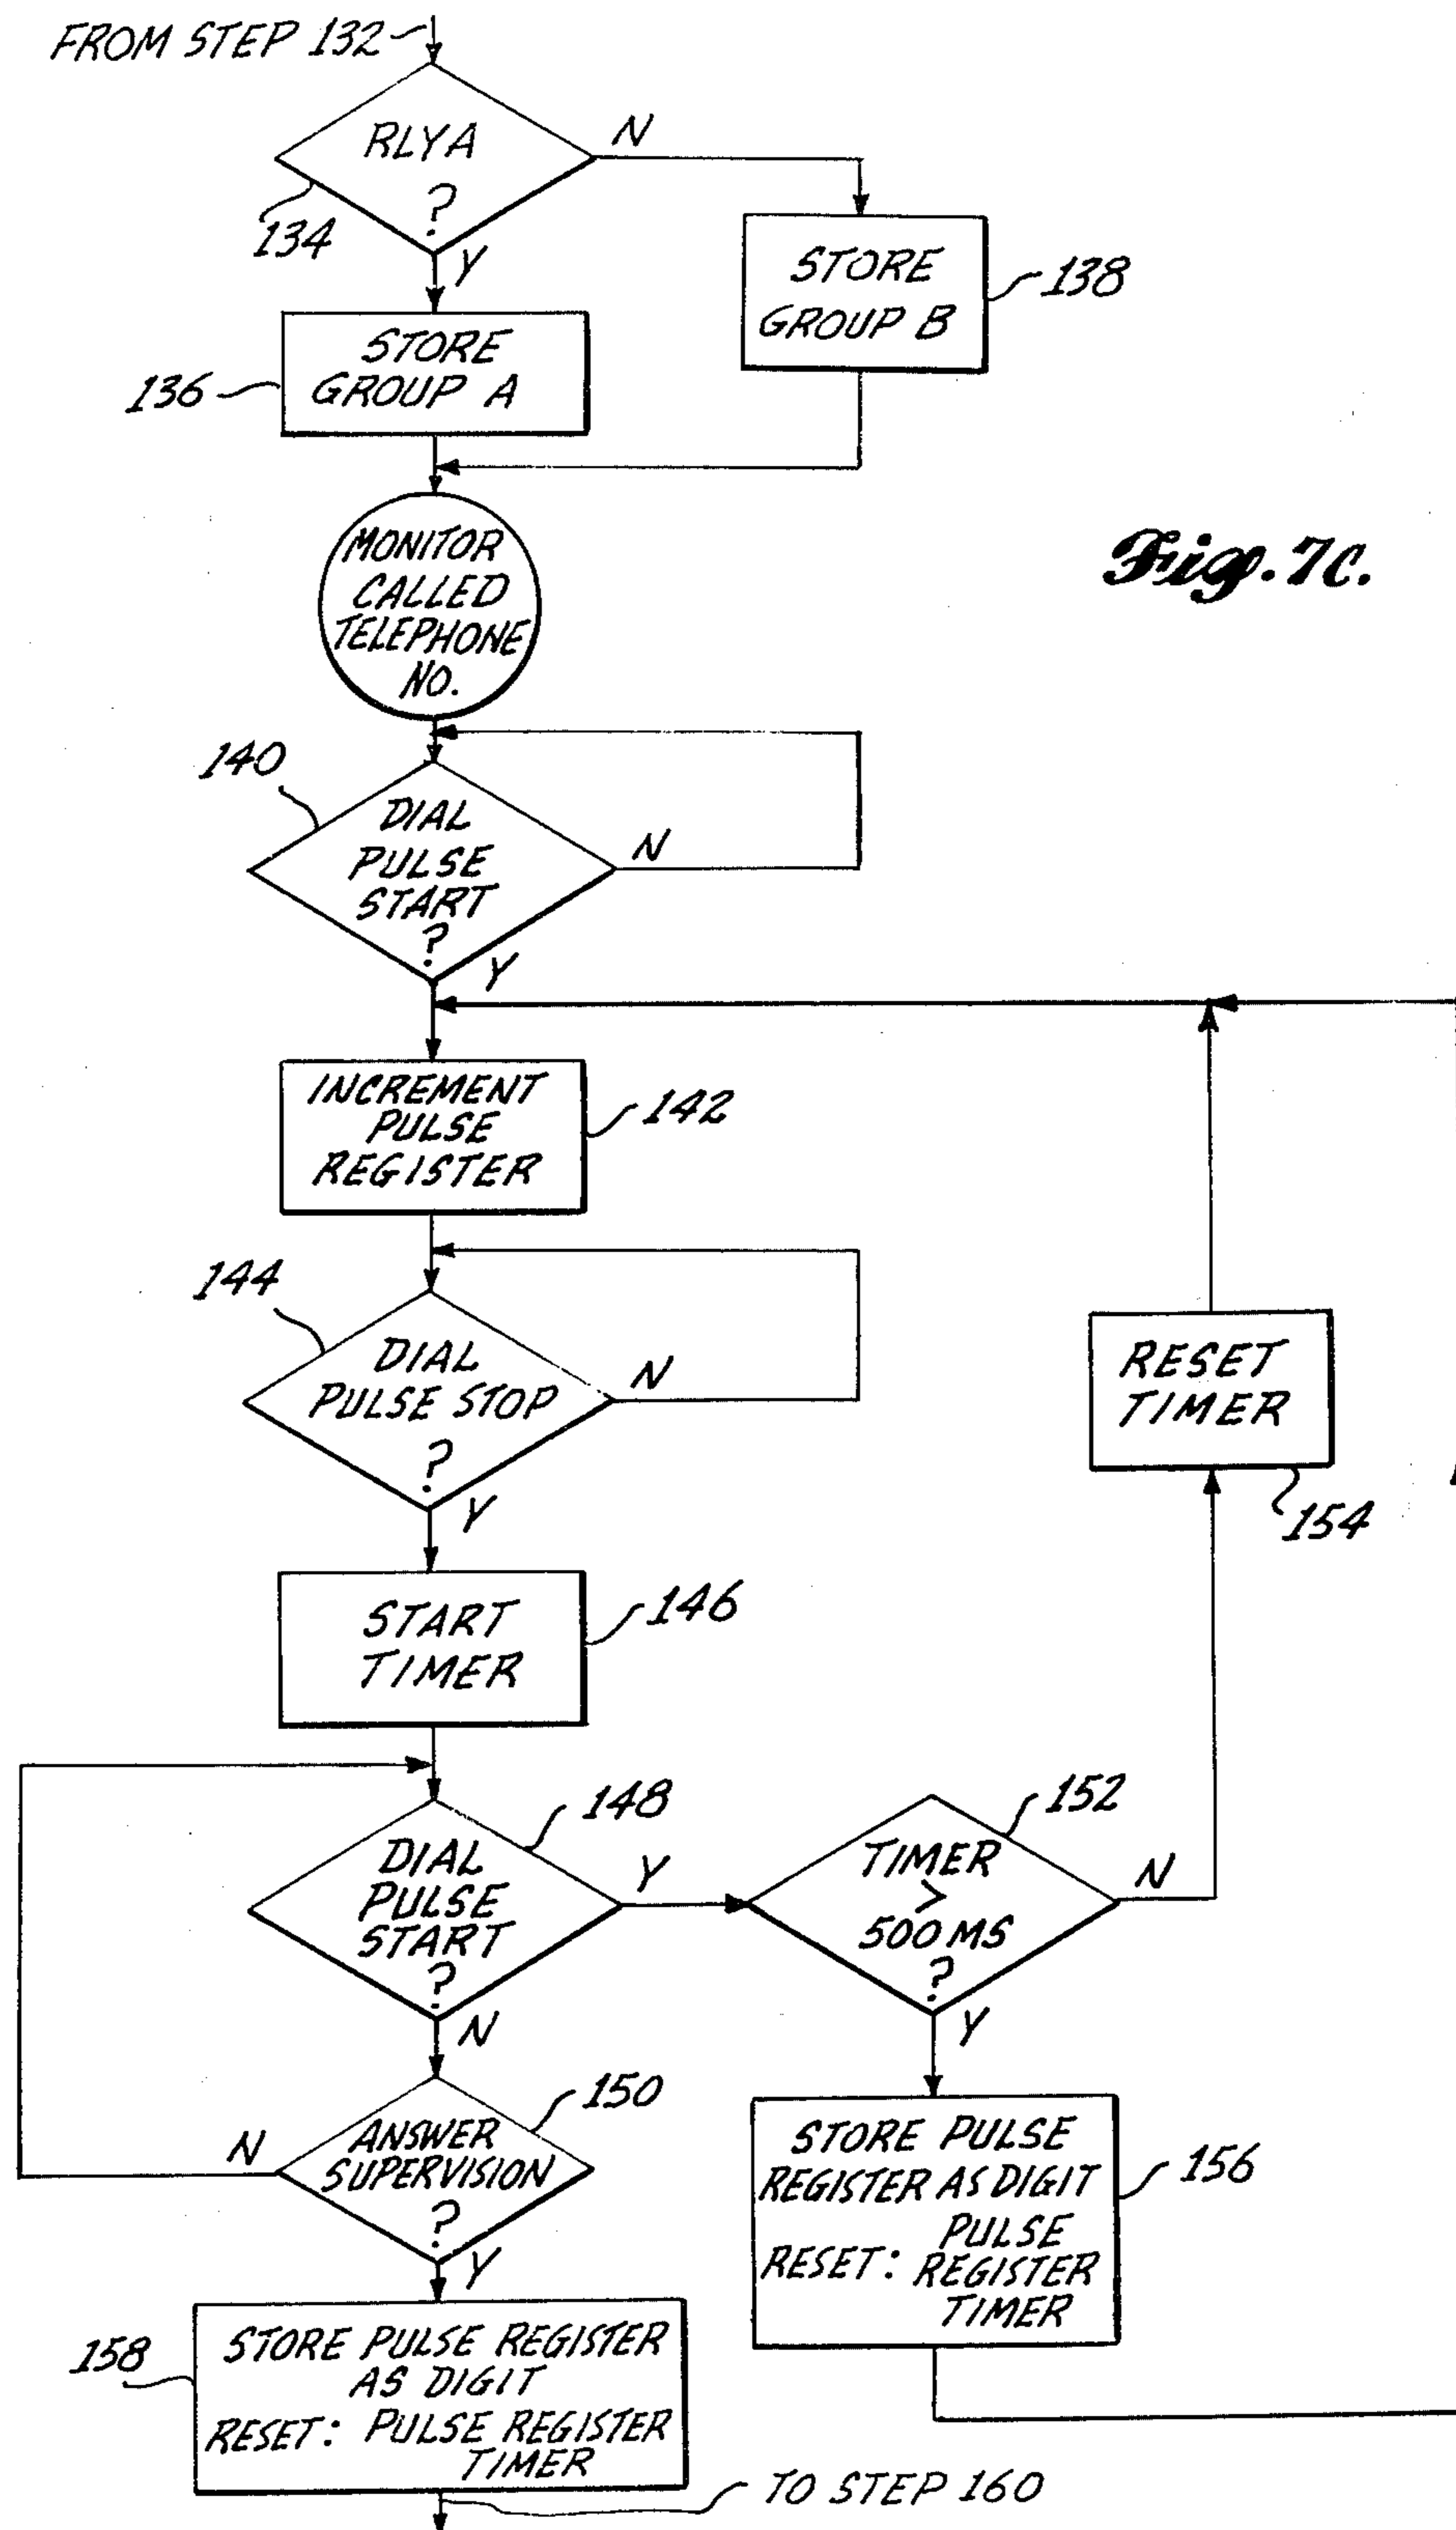 FROM STEP 132
RLYA
?
N
134
Y
STORE
GROUP B
138
STORE
GROUP A
136
MONITOR
CALLED
TELEPHONE
NO.
Fig. 7C.
140
DIAL
PULSE
START
?
N
Y
INCREMENT
PULSE
REGISTER
142
144
DIAL
PULSE STOP
?
N
Y
RESET
TIMER
154
START
TIMER
146
148
DIAL
PULSE
START
?
Y
N
152
TIMER
>
500 MS
?
N
Y
150
ANSWER
SUPERVISION
?
N
Y
STORE PULSE
REGISTER AS DIGIT
RESET: PULSE
REGISTER
TIMER
156
158
STORE PULSE REGISTER
AS DIGIT
RESET: PULSE REGISTER
TIMER
TO STEP 160